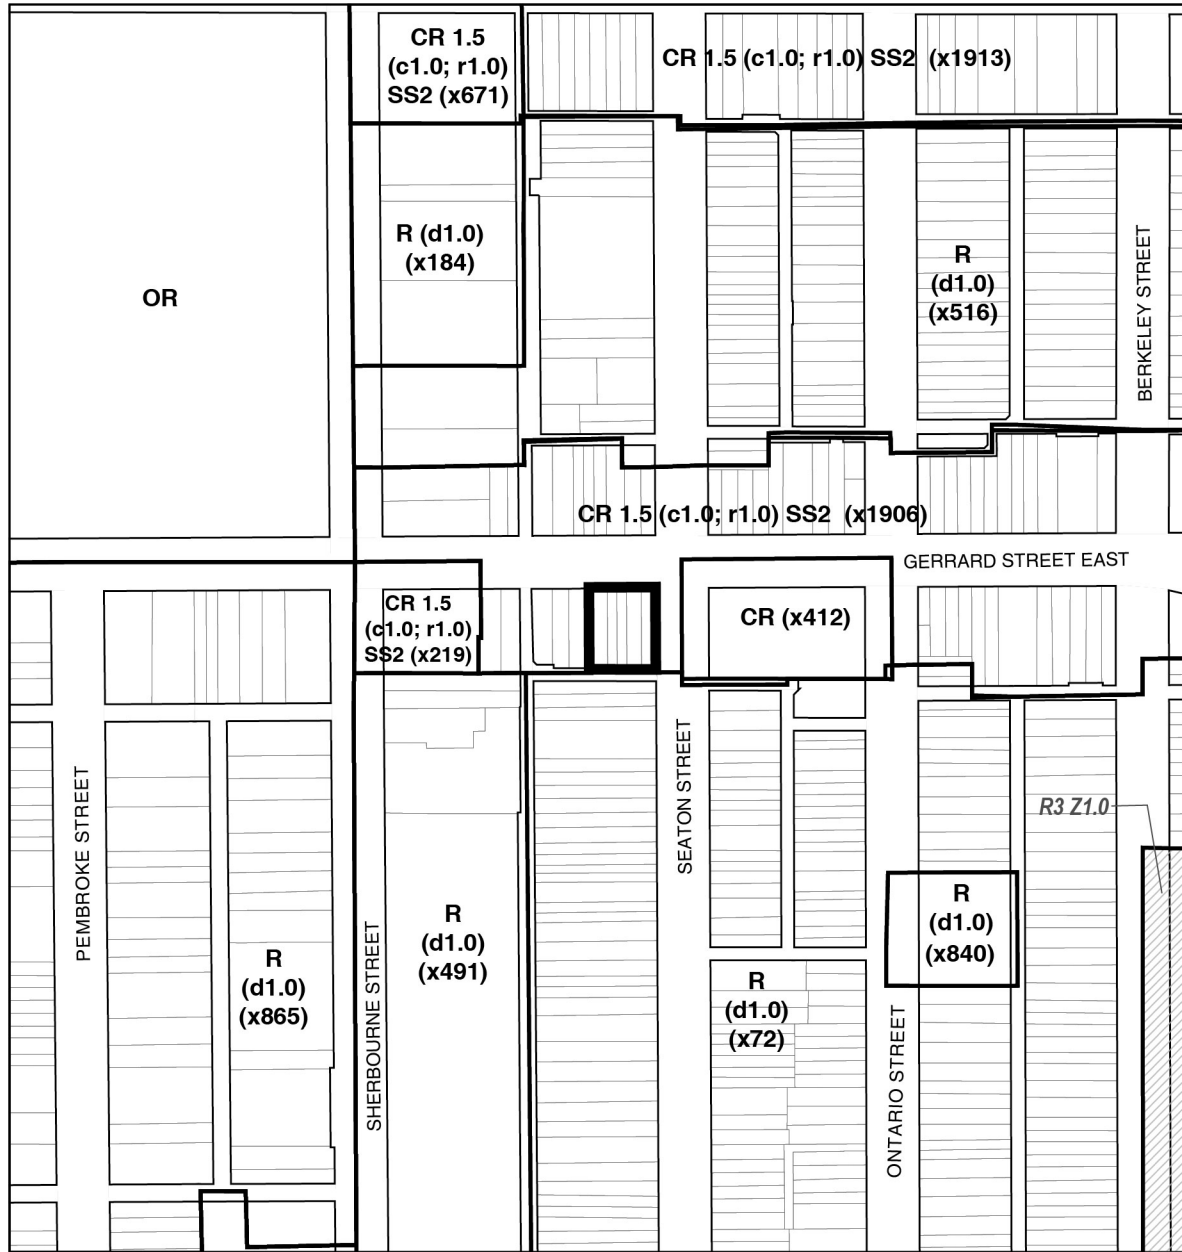 CR 1.5
(c1.0; r1.0)
SS2 (x671)
CR 1.5 (c1.0; r1.0) SS2 (x1913)
R (d1.0)
(x184)
OR
R
(d1.0)
(x516)
BERKELEY STREET
CR 1.5 (c1.0; r1.0) SS2 (x1906)
GERRARD STREET EAST
CR 1.5
(c1.0; r1.0)
SS2 (x219)
CR (x412)
PEMBROKE STREET
SEATON STREET
R3 Z1.0
R
(d1.0)
(x865)
SHERBOURNE STREET
R
(d1.0)
(x491)
R
(d1.0)
(x72)
ONTARIO STREET
R
(d1.0)
(x840)